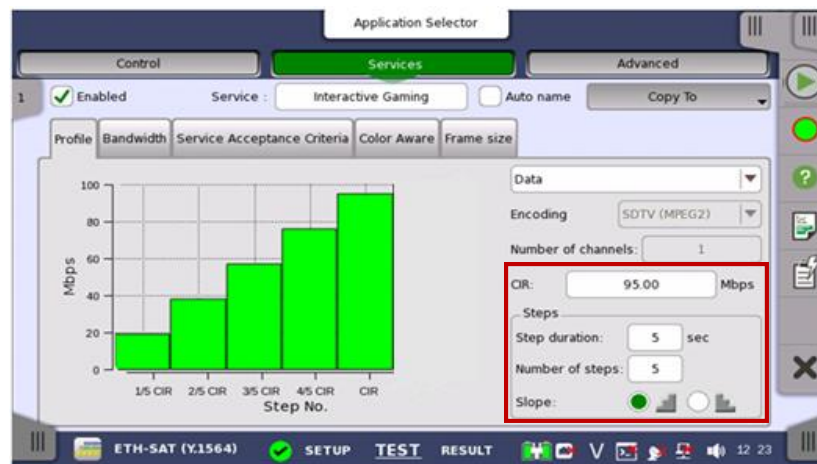 Application Selector
Control Services Advanced
1 Enabled Service : Interactive Gaming Auto name Copy To
Profile Bandwidth Service Acceptance Criteria Color Aware Frame size
Data
Encoding SDTV (MPEG2)
Number of channels: 1
CIR: 95.00 Mbps
Steps
Step duration: 5 sec
Number of steps: 5
Slope:
Mbps
100
80
60
40
20
0
1/5 CIR 2/5 CIR 3/5 CIR 4/5 CIR CIR
Step No.
ETH-SAT (Y.1564) SETUP TEST RESULT V 12 23